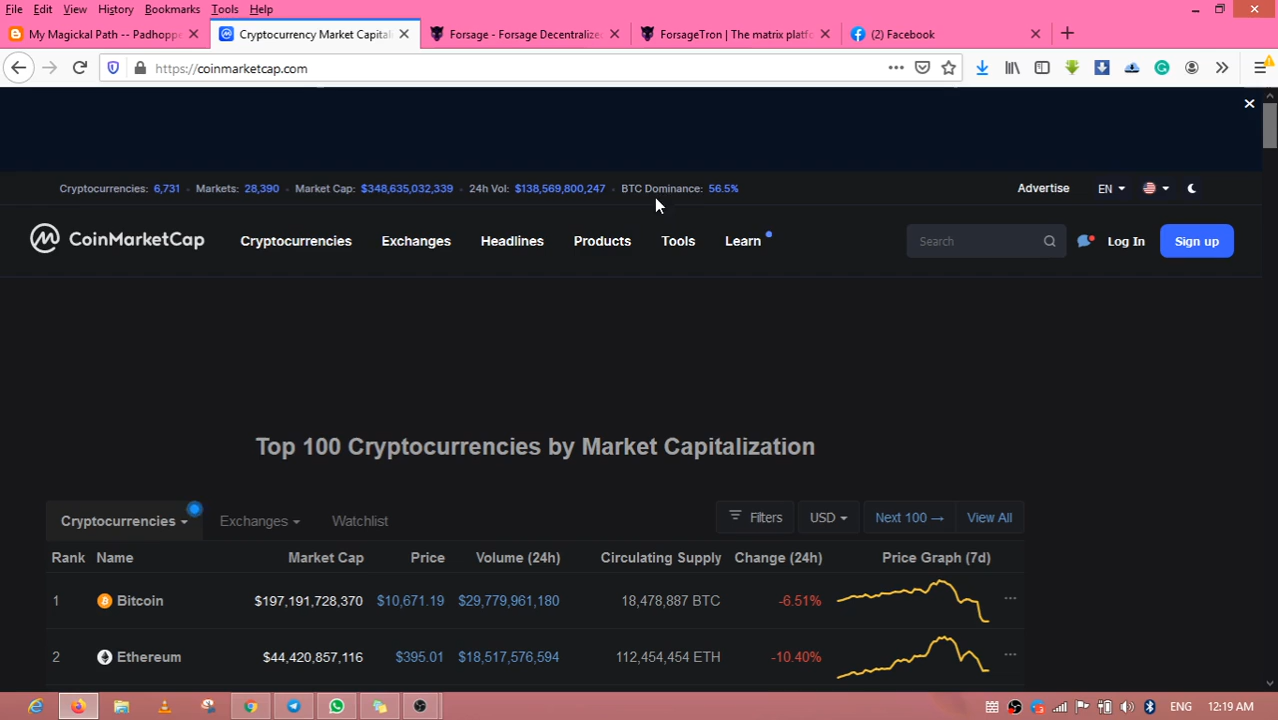 File Edit View History Bookmarks Tools Help
My Magickal Path -- Padhoppe Cryptocurrency Market Capitali Forsage - Forsage Decentralize ForsageTron | The matrix platfo (2) Facebook
https://coinmarketcap.com
Cryptocurrencies: 6,731 • Markets: 28,390 • Market Cap: $348,635,032,339 • 24h Vol: $138,569,800,247 • BTC Dominance: 56.5% Advertise EN
CoinMarketCap Cryptocurrencies Exchanges Headlines Products Tools Learn Search Log In Sign up
Top 100 Cryptocurrencies by Market Capitalization
Cryptocurrencies Exchanges Watchlist Filters USD Next 100 → View All
Rank Name Market Cap Price Volume (24h) Circulating Supply Change (24h) Price Graph (7d)
1 Bitcoin $197,191,728,370 $10,671.19 $29,779,961,180 18,478,887 BTC -6.51%
2 Ethereum $44,420,857,116 $395.01 $18,517,576,594 112,454,454 ETH -10.40%
ENG 12:19 AM